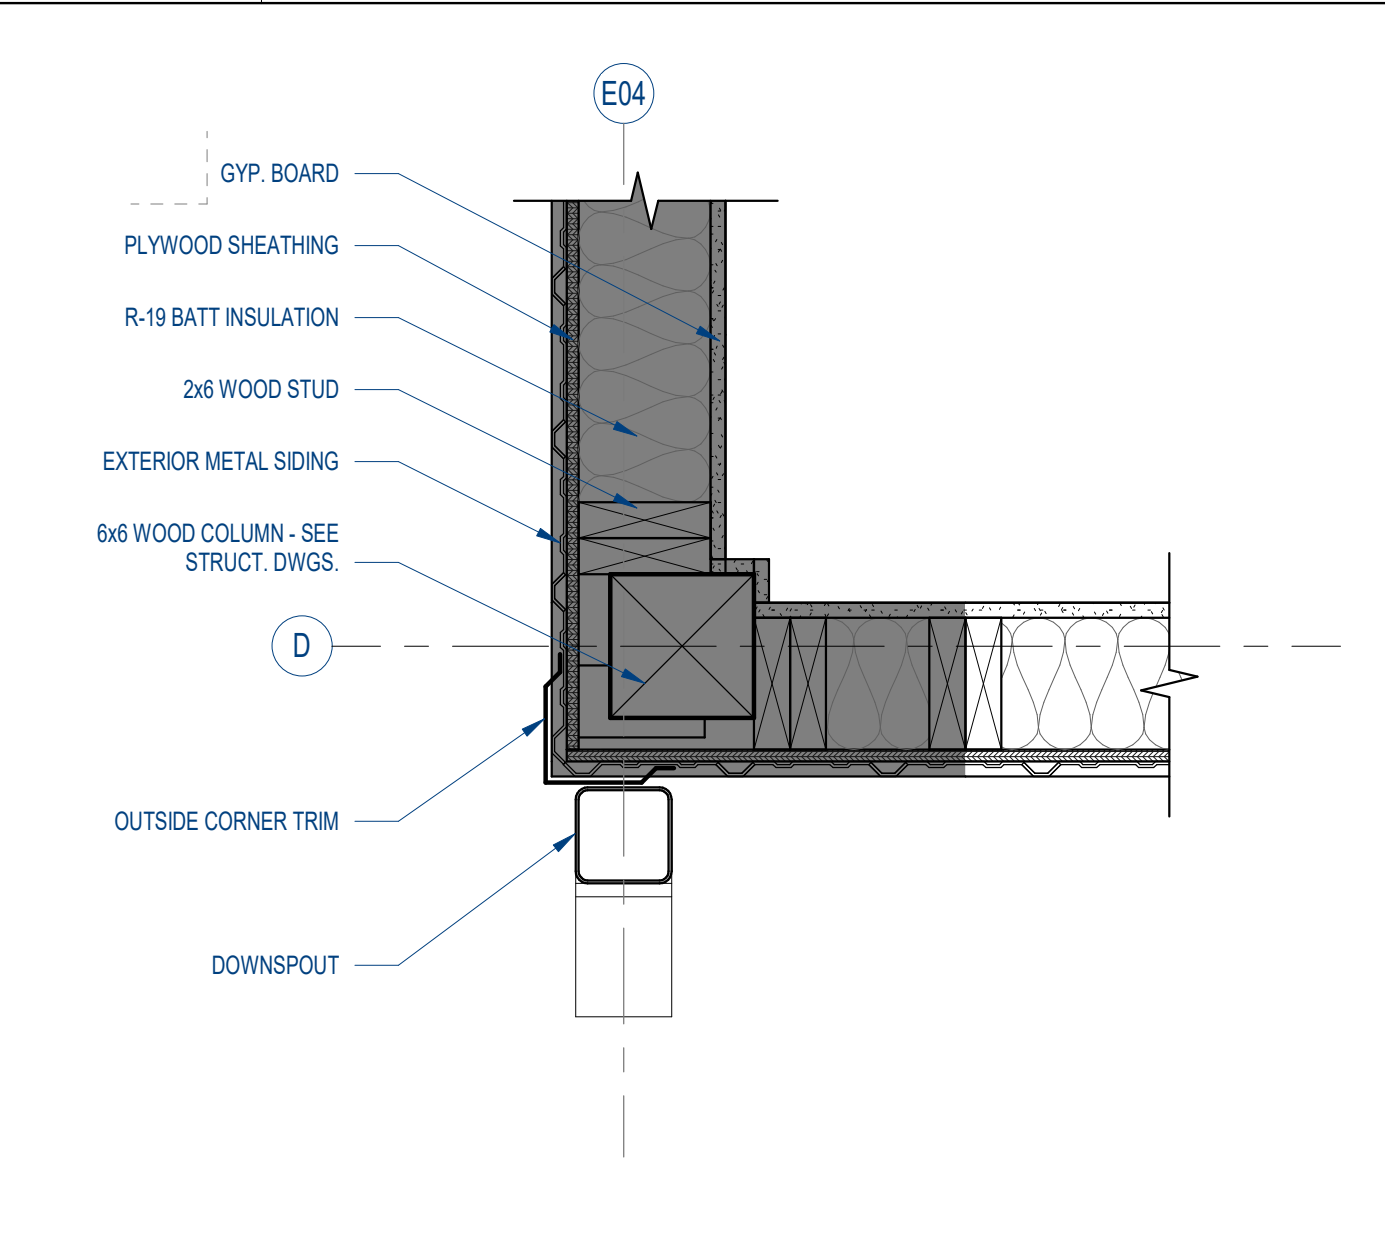 E04
GYP. BOARD
PLYWOOD SHEATHING
R-19 BATT INSULATION
2x6 WOOD STUD
EXTERIOR METAL SIDING
6x6 WOOD COLUMN - SEE
STRUCT. DWGS.
D
OUTSIDE CORNER TRIM
DOWNSPOUT